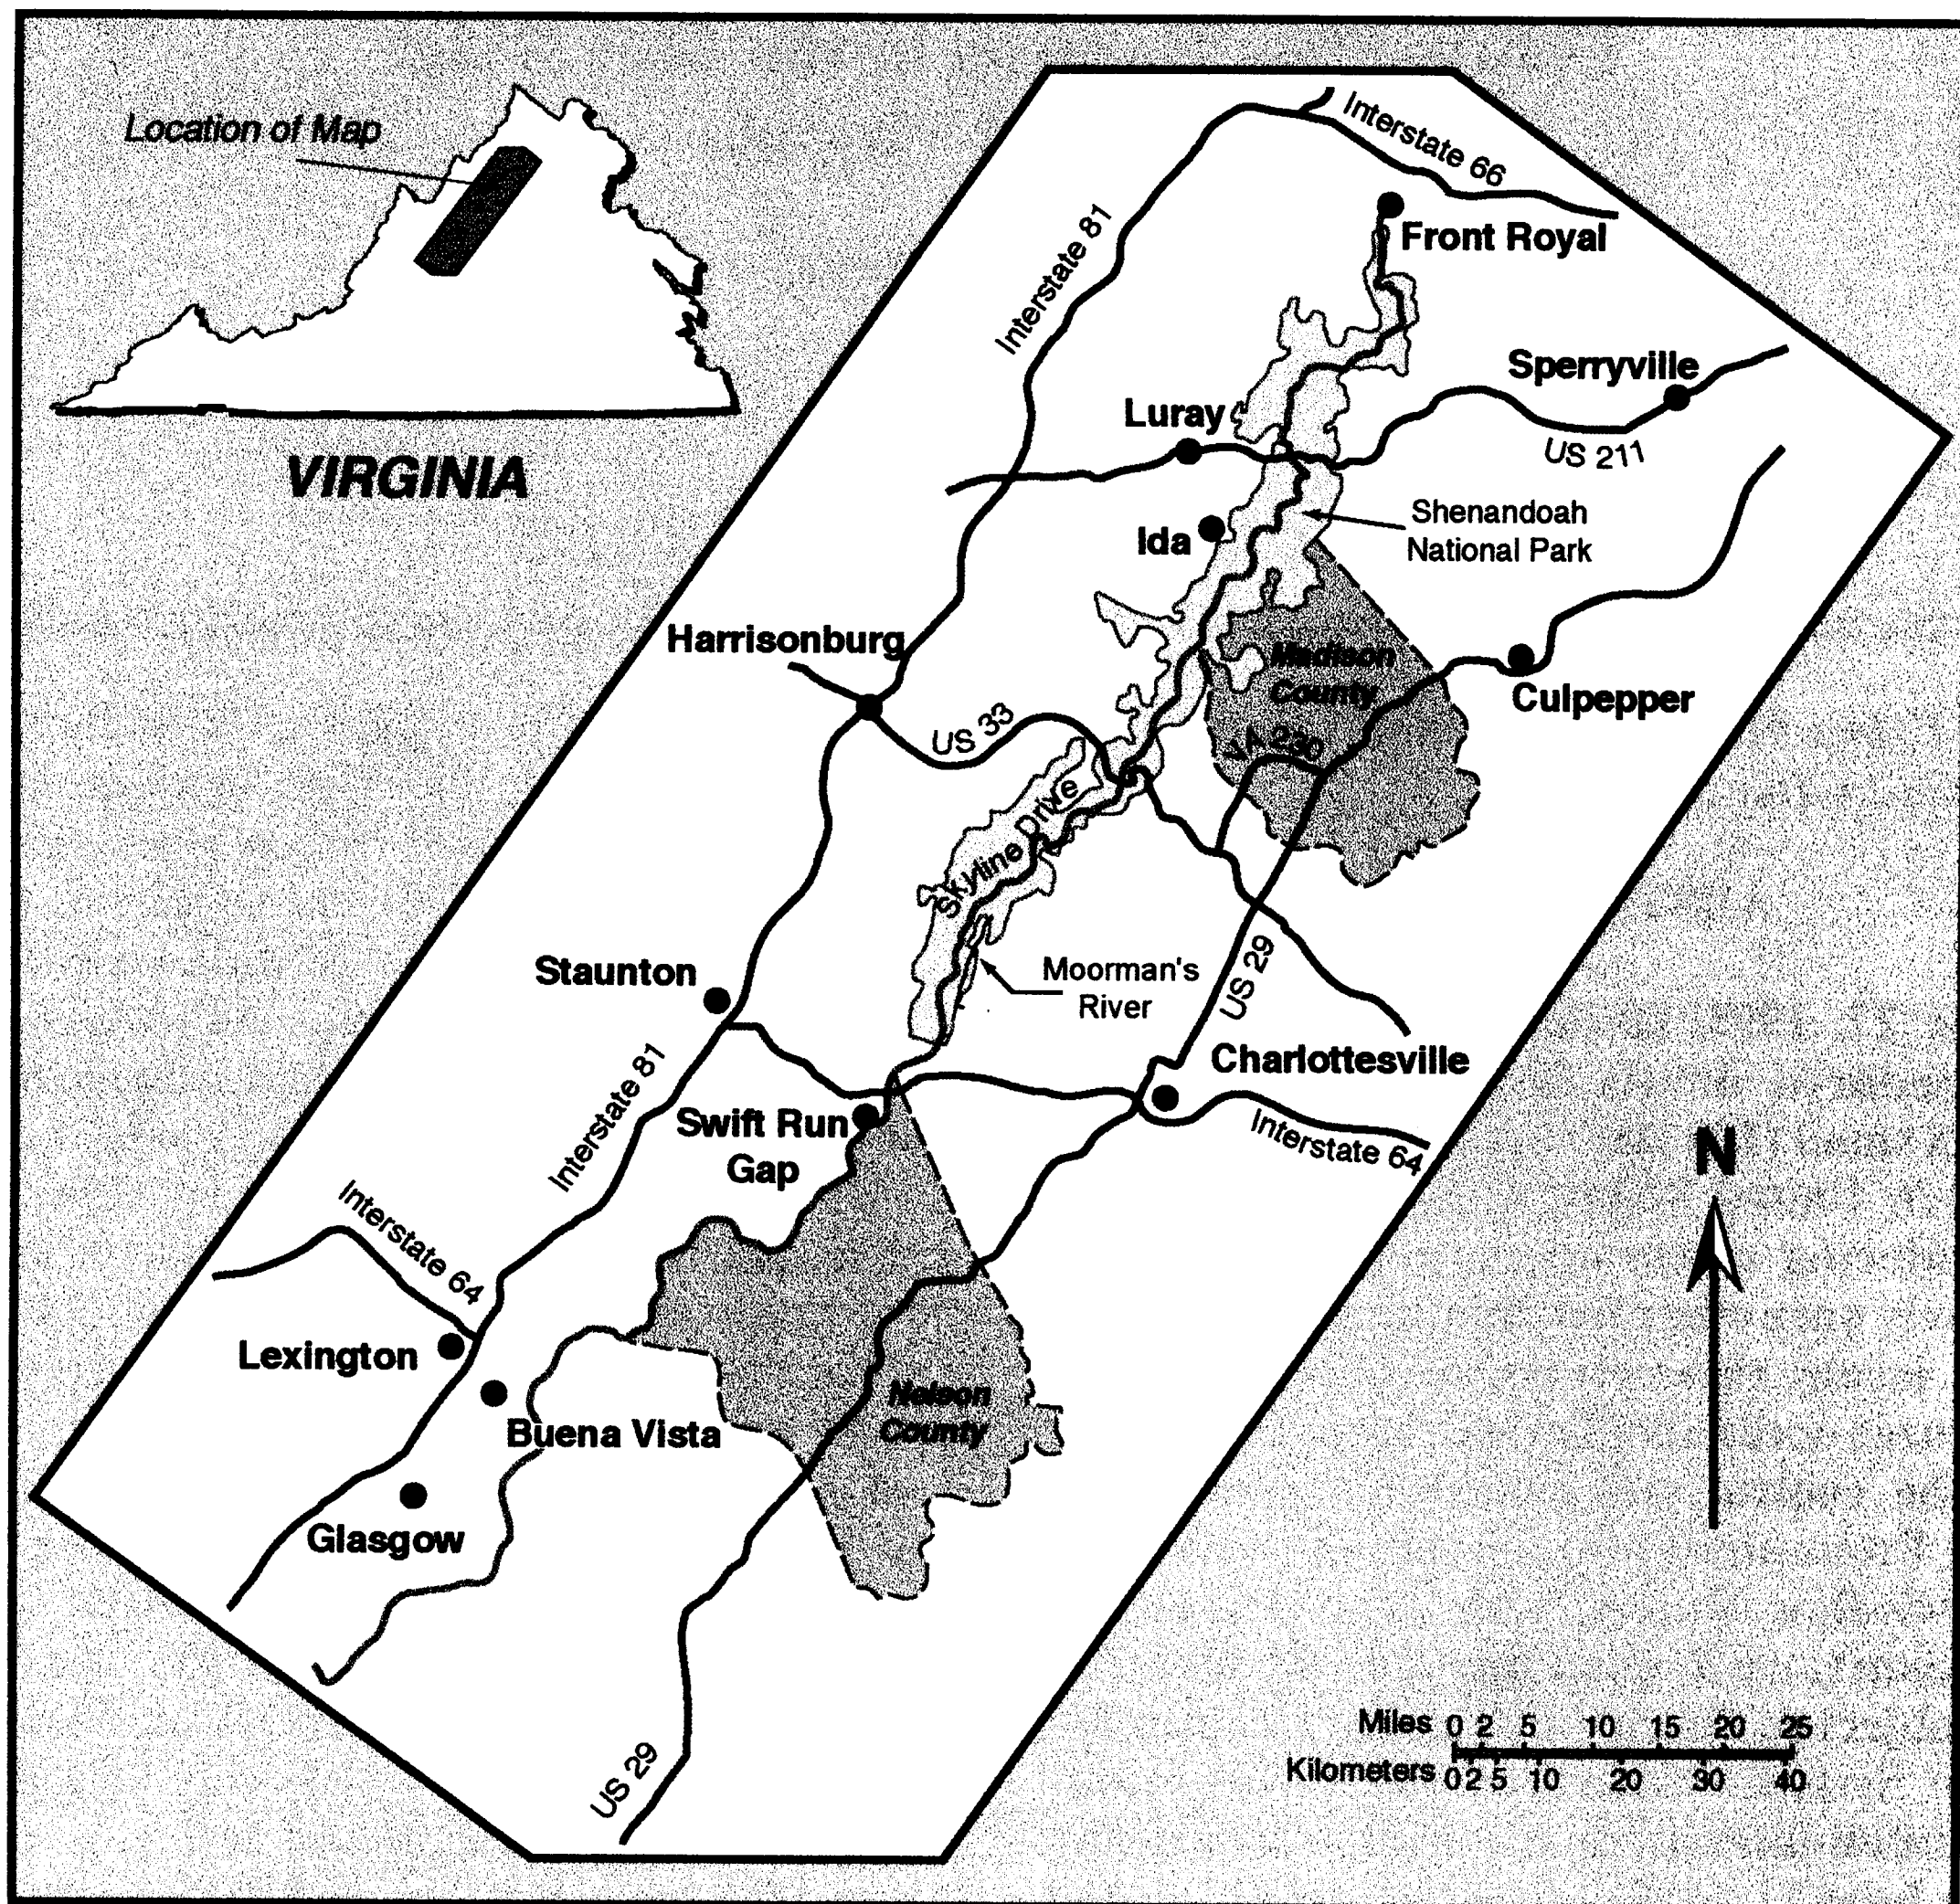 Location of Map
VIRGINIA
Interstate 66
Front Royal
Interstate 81
Sperryville
Luray
US 211
Shenandoah
National Park
Ida
Harrisonburg
Madison
County
Culpepper
US 33
VA 230
Skyline Drive
Staunton
Moorman's
River
US 29
Charlottesville
Interstate 81
Swift Run
Gap
Interstate 64
N
Interstate 64
Lexington
Nelson
County
Buena Vista
Glasgow
US 29
Miles 0 2 5 10 15 20 25
Kilometers 0 2 5 10 20 30 40